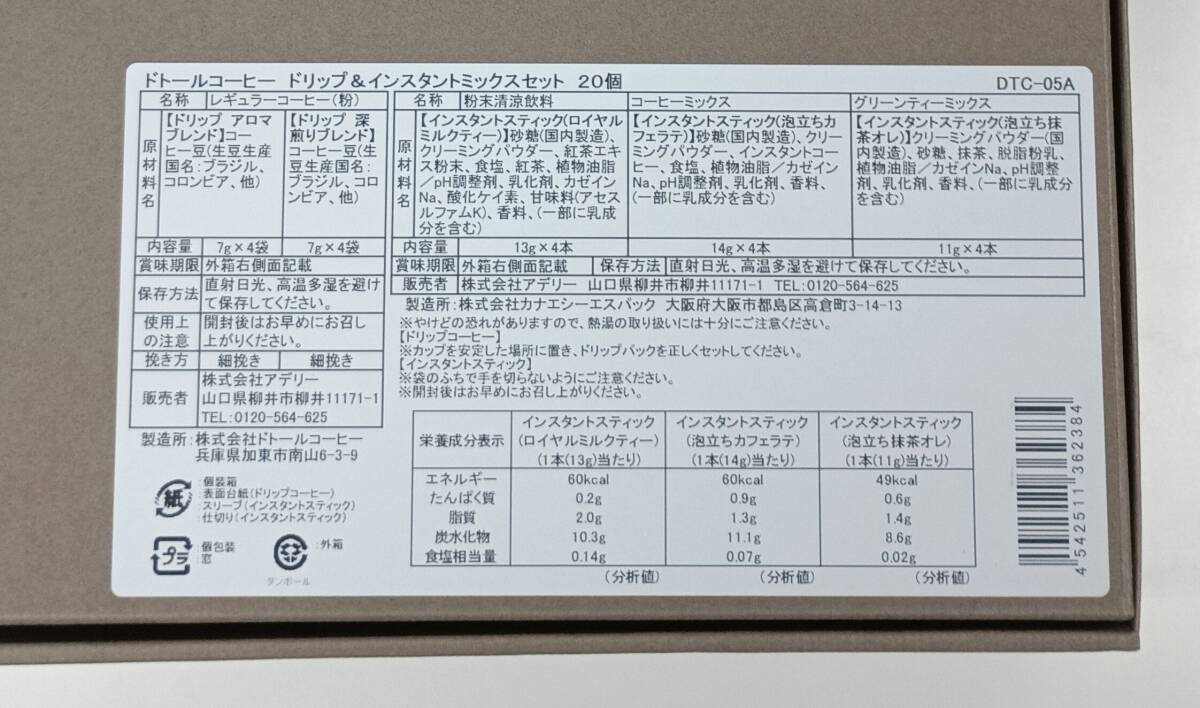 ドトールコーヒー ドリップ&インスタントミックスセット 20個
DTC-05A
名称 レギュラーコーヒー(粉)
原材料名
【ドリップ アロマ
ブレンド】コー
ヒー豆(生豆生産
国名:ブラジル、
コロンビア、他)
【ドリップ 深
煎りブレンド】
コーヒー豆(生
豆生産国名:
ブラジル、コロ
ンビア、他)
内容量 7g×4袋 7g×4袋
賞味期限 外箱右側面記載
保存方法 直射日光、高温多湿を避け
て保存してください。
使用上
の注意
開封後はお早めにお召し
上がりください。
挽き方 細挽き 細挽き
販売者
株式会社アデリー
山口県柳井市柳井11171-1
TEL:0120-564-625
製造所:株式会社ドトールコーヒー
兵庫県加東市南山6-3-9
紙
:個装箱
:表面台紙(ドリップコーヒー)
スリーブ(インスタントスティック)
:仕切り(インスタントスティック)
プラ
:個包装
窓
:外箱
ダンボール
名称 粉末清涼飲料 コーヒーミックス グリーンティーミックス
原材料名
【インスタントスティック(ロイヤル
ミルクティー)】砂糖(国内製造)、
クリーミングパウダー、紅茶エキ
ス粉末、食塩、紅茶、植物油脂
/pH調整剤、乳化剤、カゼイン
Na、酸化ケイ素、甘味料(アセス
ルファムK)、香料、(一部に乳成
分を含む)
【インスタントスティック(泡立ちカ
フェラテ)】砂糖(国内製造)、クリー
ミングパウダー、インスタントコー
ヒー、食塩、植物油脂/カゼイン
Na、pH調整剤、乳化剤、香料、
(一部に乳成分を含む)
【インスタントスティック(泡立ち抹
茶オレ)】クリーミングパウダー(国
内製造)、砂糖、抹茶、脱脂粉乳、
植物油脂/カゼインNa、pH調整
剤、乳化剤、香料、(一部に乳成分
を含む)
内容量 13g×4本 14g×4本 11g×4本
賞味期限 外箱右側面記載 保存方法 直射日光、高温多湿を避けて保存してください。
販売者 株式会社アデリー 山口県柳井市柳井11171-1 TEL:0120-564-625
製造所:株式会社カナエシーエスパック 大阪府大阪市都島区高倉町3-14-13
※やけどの恐れがありますので、熱湯の取り扱いには十分にご注意ください。
【ドリップコーヒー】
※カップを安定した場所に置き、ドリップパックを正しくセットしてください。
【インスタントスティック】
※袋のふちで手を切らないようにご注意ください。
※開封後はお早めにお召し上がりください。
栄養成分表示
インスタントスティック
(ロイヤルミルクティー)
(1本(13g)当たり)
インスタントスティック
(泡立ちカフェラテ)
(1本(14g)当たり)
インスタントスティック
(泡立ち抹茶オレ)
(1本(11g)当たり)
エネルギー 60kcal 60kcal 49kcal
たんぱく質 0.2g 0.9g 0.6g
脂質 2.0g 1.3g 1.4g
炭水化物 10.3g 11.1g 8.6g
食塩相当量 0.14g 0.07g 0.02g
(分析値) (分析値) (分析値)
4542511362384